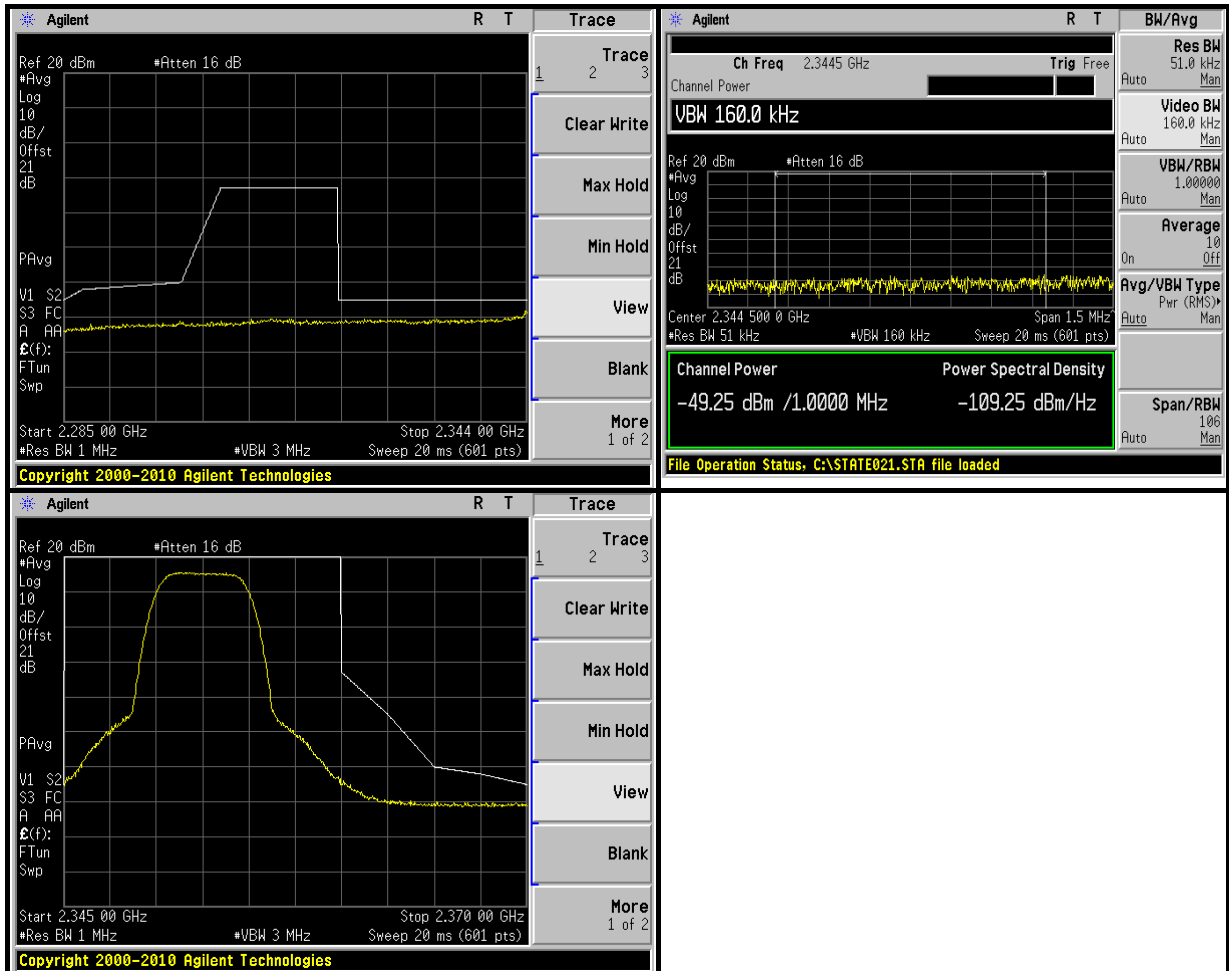 Agilent R T Trace
Ref 20 dBm #Atten 16 dB
#Avg
Log
10
dB/
Offst
21
dB
PAvg
V1 S2
S3 FC
A AA
£(f):
FTun
Swp
Start 2.285 00 GHz Stop 2.344 00 GHz
#Res BW 1 MHz #VBW 3 MHz Sweep 20 ms (601 pts)
Copyright 2000-2010 Agilent Technologies
Trace
1 2 3
Clear Write
Max Hold
Min Hold
View
Blank
More
1 of 2
Agilent R T BW/Avg
Ch Freq 2.3445 GHz Trig Free
Channel Power
VBW 160.0 kHz
Ref 20 dBm #Atten 16 dB
#Avg
Log
10
dB/
Offst
21
dB
Center 2.344 500 0 GHz Span 1.5 MHz^
#Res BW 51 kHz #VBW 160 kHz Sweep 20 ms (601 pts)
Channel Power Power Spectral Density
-49.25 dBm /1.0000 MHz -109.25 dBm/Hz
File Operation Status, C:\STATE021.STA file loaded
Res BW
51.0 kHz
Auto Man
Video BW
160.0 kHz
Auto Man
VBW/RBW
1.00000
Auto Man
Average
10
On Off
Avg/VBW Type
Pwr (RMS)▸
Auto Man
Span/RBW
106
Auto Man
Agilent R T Trace
Ref 20 dBm #Atten 16 dB
#Avg
Log
10
dB/
Offst
21
dB
PAvg
V1 S2
S3 FC
A AA
£(f):
FTun
Swp
Start 2.345 00 GHz Stop 2.370 00 GHz
#Res BW 1 MHz #VBW 3 MHz Sweep 20 ms (601 pts)
Copyright 2000-2010 Agilent Technologies
Trace
1 2 3
Clear Write
Max Hold
Min Hold
View
Blank
More
1 of 2